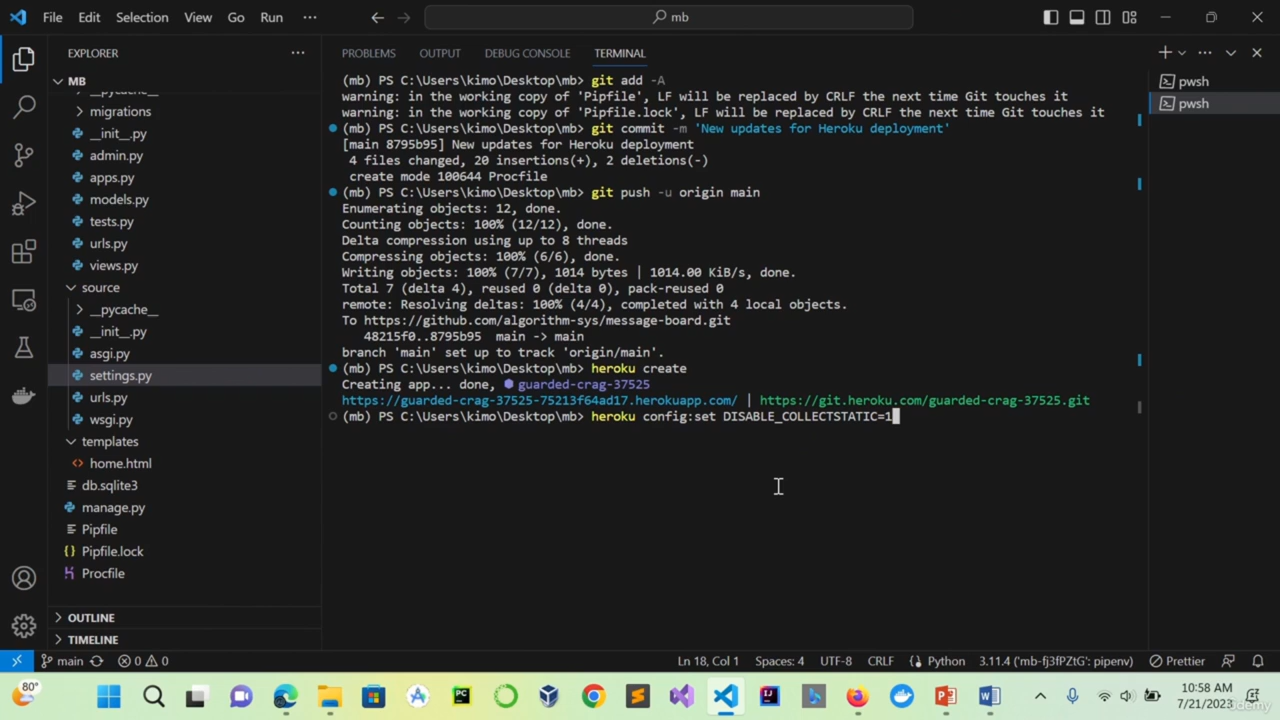 File Edit Selection View Go Run ··· mb
EXPLORER ···
MB
__pycache__
migrations
__init__.py
admin.py
apps.py
models.py
tests.py
urls.py
views.py
source
__pycache__
__init__.py
asgi.py
settings.py
urls.py
wsgi.py
templates
home.html
db.sqlite3
manage.py
Pipfile
Pipfile.lock
Procfile
OUTLINE
TIMELINE
PROBLEMS OUTPUT DEBUG CONSOLE TERMINAL
(mb) PS C:\Users\kimo\Desktop\mb> git add -A
warning: in the working copy of 'Pipfile', LF will be replaced by CRLF the next time Git touches it
warning: in the working copy of 'Pipfile.lock', LF will be replaced by CRLF the next time Git touches it
(mb) PS C:\Users\kimo\Desktop\mb> git commit -m 'New updates for Heroku deployment'
[main 8795b95] New updates for Heroku deployment
4 files changed, 20 insertions(+), 2 deletions(-)
create mode 100644 Procfile
(mb) PS C:\Users\kimo\Desktop\mb> git push -u origin main
Enumerating objects: 12, done.
Counting objects: 100% (12/12), done.
Delta compression using up to 8 threads
Compressing objects: 100% (6/6), done.
Writing objects: 100% (7/7), 1014 bytes | 1014.00 KiB/s, done.
Total 7 (delta 4), reused 0 (delta 0), pack-reused 0
remote: Resolving deltas: 100% (4/4), completed with 4 local objects.
To https://github.com/algorithm-sys/message-board.git
48215f0..8795b95 main -> main
branch 'main' set up to track 'origin/main'.
(mb) PS C:\Users\kimo\Desktop\mb> heroku create
Creating app... done, ⬢ guarded-crag-37525
https://guarded-crag-37525-75213f64ad17.herokuapp.com/ | https://git.heroku.com/guarded-crag-37525.git
(mb) PS C:\Users\kimo\Desktop\mb> heroku config:set DISABLE_COLLECTSTATIC=1
pwsh
pwsh
main 0 0 Ln 18, Col 1 Spaces: 4 UTF-8 CRLF Python 3.11.4 ('mb-fj3fPZtG': pipenv) Prettier
80°
10:58 AM
7/21/2023
Udemy